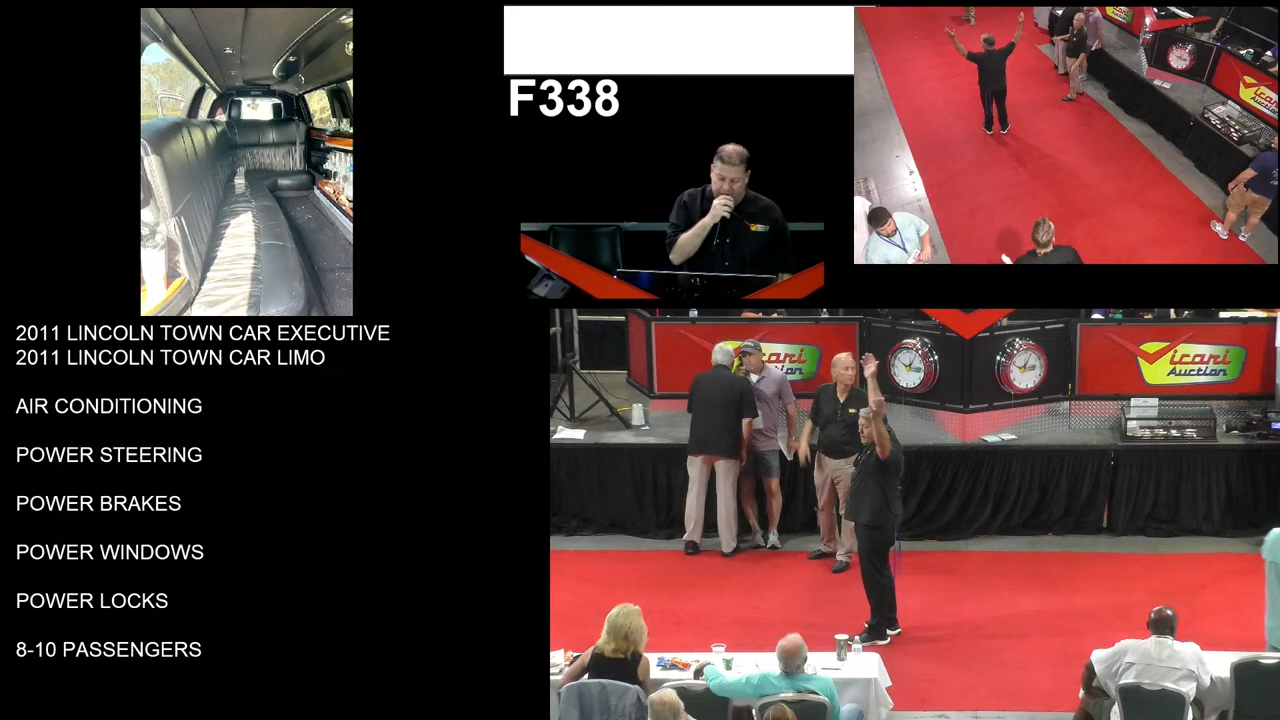 F338
2011 LINCOLN TOWN CAR EXECUTIVE
2011 LINCOLN TOWN CAR LIMO
AIR CONDITIONING
POWER STEERING
POWER BRAKES
POWER WINDOWS
POWER LOCKS
8-10 PASSENGERS
Vicari
Auction
Vicari
Auction
Vicari
Auction